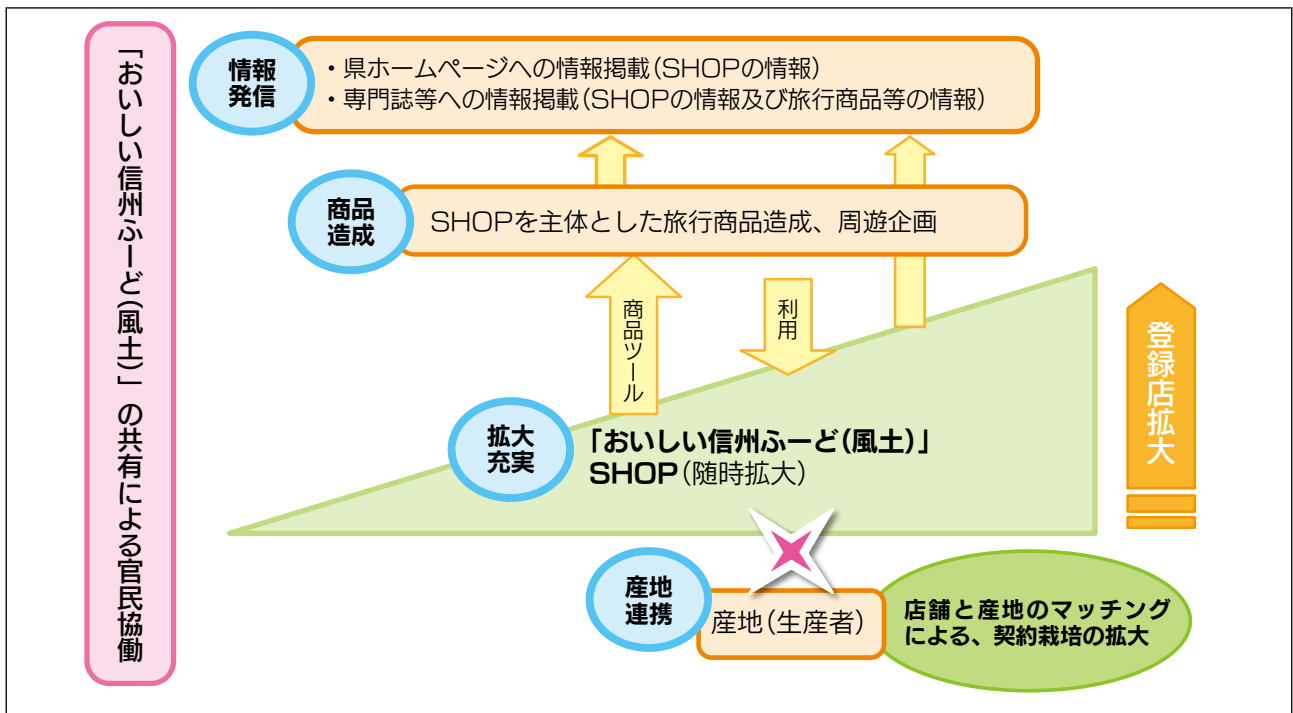 「おいしい信州ふーど(風土)」の共有による官民協働
情報
発信
・県ホームページへの情報掲載(SHOPの情報)
・専門誌等への情報掲載(SHOPの情報及び旅行商品等の情報)
商品
造成
SHOPを主体とした旅行商品造成、周遊企画
商品ツール
利用
登録店拡大
拡大
充実
「おいしい信州ふーど(風土)」
SHOP(随時拡大)
産地
連携
産地(生産者)
店舗と産地のマッチング
による、契約栽培の拡大